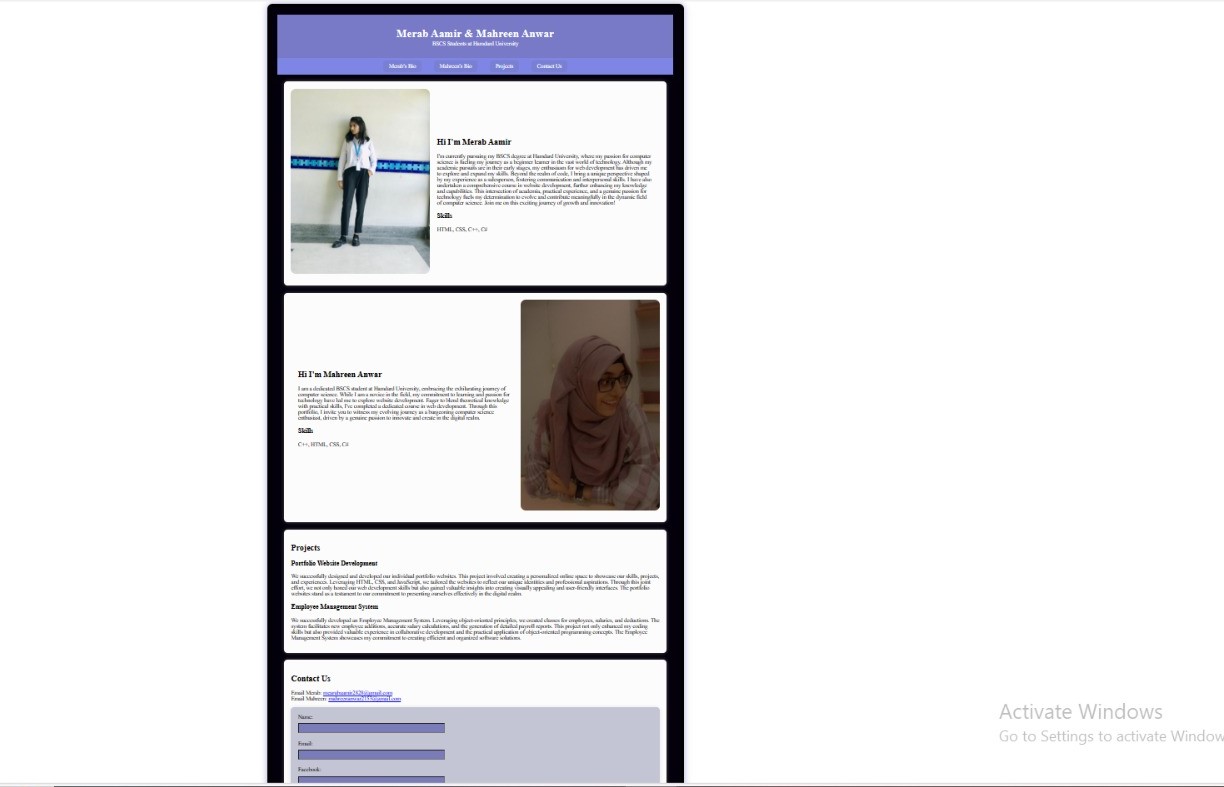 Merab Aamir & Mahreen Anwar
BSCS Students at Hamdard University
Merab's Bio
Mahreen's Bio
Projects
Contact Us
Hi I'm Merab Aamir
I'm currently pursuing my BSCS degree at Hamdard University, where my passion for computer
science is fueling my journey as a beginner learner in the vast world of technology. Although my
academic pursuits are in their early stages, my enthusiasm for web development has driven me
to explore and expand my skills. Beyond the realm of code, I bring a unique perspective shaped
by my experience as a salesperson, fostering communication and interpersonal skills. I have also
undertaken a comprehensive course in website development, further enhancing my knowledge
and capabilities. This intersection of academia, practical experience, and a genuine passion for
technology fuels my determination to evolve and contribute meaningfully in the dynamic field
of computer science. Join me on this exciting journey of growth and innovation!
Skills
HTML, CSS, C++, C#
Hi I'm Mahreen Anwar
I am a dedicated BSCS student at Hamdard University, embracing the exhilarating journey of
computer science. While I am a novice in the field, my commitment to learning and passion for
technology have led me to explore website development. Eager to blend theoretical knowledge
with practical skills, I've completed a dedicated course in web development. Through this
portfolio, I invite you to witness my evolving journey as a burgeoning computer science
enthusiast, driven by a genuine passion to innovate and create in the digital realm.
Skills
C++, HTML, CSS, C#
Projects
Portfolio Website Development
We successfully designed and developed our individual portfolio websites. This project involved creating a personalized online space to showcase our skills, projects,
and experiences. Leveraging HTML, CSS, and JavaScript, we tailored the websites to reflect our unique identities and professional aspirations. Through this joint
effort, we not only honed our web development skills but also gained valuable insights into creating visually appealing and user-friendly interfaces. The portfolio
websites stand as a testament to our commitment to presenting ourselves effectively in the digital realm.
Employee Management System
We successfully developed an Employee Management System. Leveraging object-oriented principles, we created classes for employees, salaries, and deductions. The
system facilitates new employee additions, accurate salary calculations, and the generation of detailed payroll reports. This project not only enhanced my coding
skills but also provided valuable experience in collaborative development and the practical application of object-oriented programming concepts. The Employee
Management System showcases my commitment to creating efficient and organized software solutions.
Contact Us
Email Merab:
Email Mahreen:
Name:
Email:
Facebook:
Activate Windows
Go to Settings to activate Window